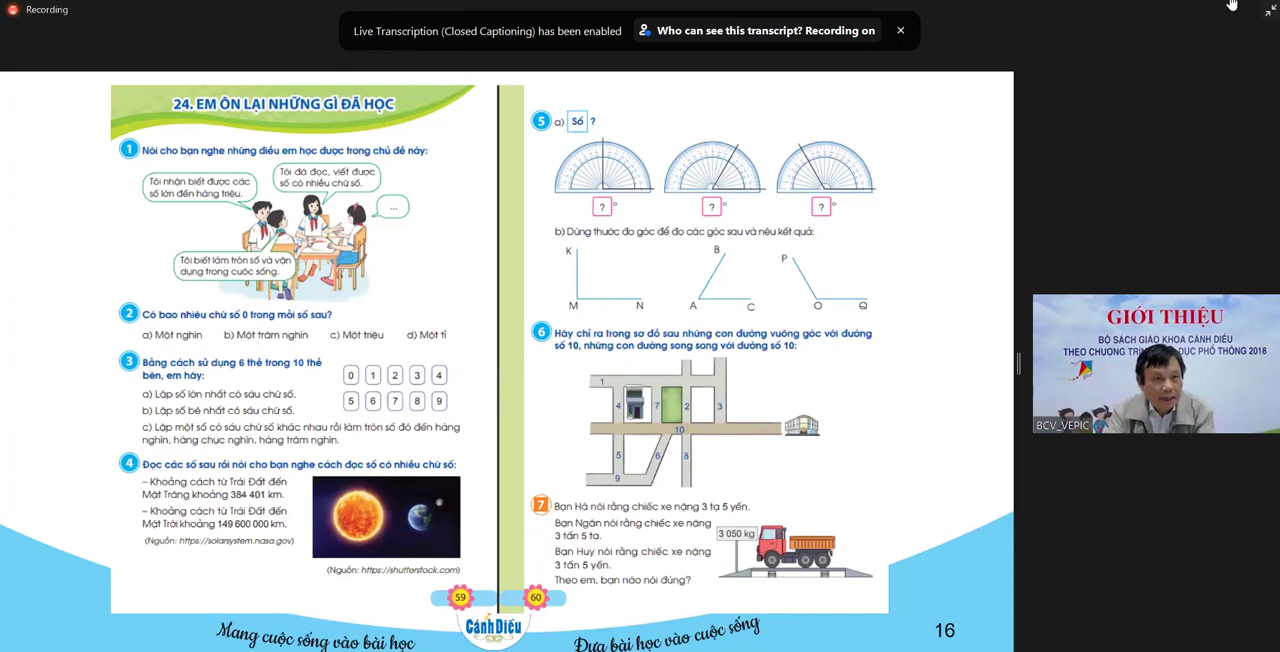 Recording
Live Transcription (Closed Captioning) has been enabled
Who can see this transcript? Recording on
24. EM ÔN LẠI NHỮNG GÌ ĐÃ HỌC
1 Nói cho bạn nghe những điều em học được trong chủ đề này:
Tôi nhận biết được các
số lớn đến hàng triệu.
Tôi đã đọc, viết được
số có nhiều chữ số.
...
Tôi biết làm tròn số và vận
dụng trong cuộc sống.
2 Có bao nhiêu chữ số 0 trong mỗi số sau?
a) Một nghìn b) Một trăm nghìn c) Một triệu d) Một tỉ
3 Bằng cách sử dụng 6 thẻ trong 10 thẻ
bên, em hãy:
0 1 2 3 4
5 6 7 8 9
a) Lập số lớn nhất có sáu chữ số.
b) Lập số bé nhất có sáu chữ số.
c) Lập một số có sáu chữ số khác nhau rồi làm tròn số đó đến hàng
nghìn, hàng chục nghìn, hàng trăm nghìn.
4 Đọc các số sau rồi nói cho bạn nghe cách đọc số có nhiều chữ số:
– Khoảng cách từ Trái Đất đến
Mặt Trăng khoảng 384 401 km.
– Khoảng cách từ Trái Đất đến
Mặt Trời khoảng 149 600 000 km.
(Nguồn: https://solarsystem.nasa.gov)
(Nguồn: https://shutterstock.com)
59
5 a) Số ?
? ° ? ° ? °
b) Dùng thước đo góc để đo các góc sau và nêu kết quả:
K
M N
B
A C
P
O Q
6 Hãy chỉ ra trong sơ đồ sau những con đường vuông góc với đường
số 10, những con đường song song với đường số 10:
1
4 7 2 3
10
5 6 8
9
7 Bạn Hà nói rằng chiếc xe nặng 3 tạ 5 yến.
Bạn Ngân nói rằng chiếc xe nặng
3 tấn 5 tạ.
Bạn Huy nói rằng chiếc xe nặng
3 tấn 5 yến.
Theo em, bạn nào nói đúng?
3 050 kg
60
Mang cuộc sống vào bài học
Cánh Diều
Đưa bài học vào cuộc sống
16
GIỚI THIỆU
BỘ SÁCH GIÁO KHOA CÁNH DIỀU
THEO CHƯƠNG DỤC PHỔ THÔNG 2018
BCV_VEPIC